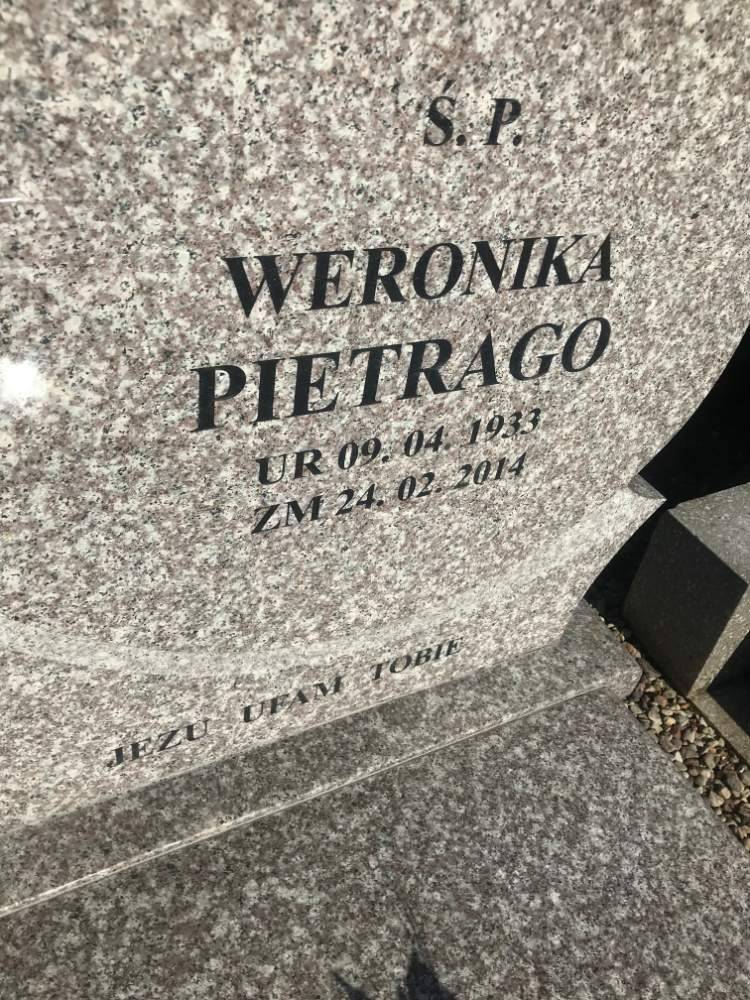 Ś. P.
WERONIKA
PIETRAGO
UR 09. 04. 1933
ZM 24. 02. 2014
JEZU UFAM TOBIE